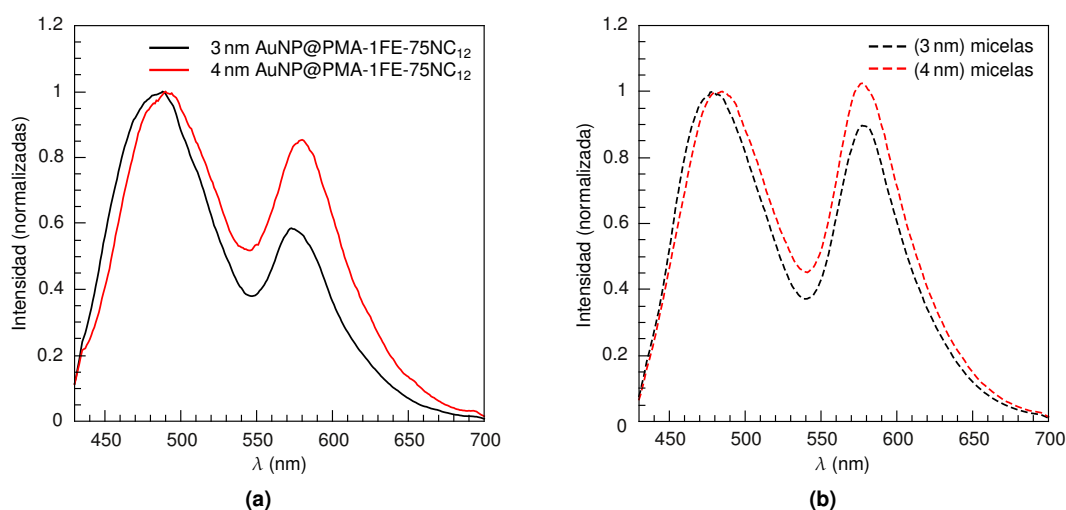 1.2
1
0.8
0.6
0.4
0.2
0
Intensidad (normalizadas)
3 nm AuNP@PMA-1FE-75NC₁₂
4 nm AuNP@PMA-1FE-75NC₁₂
450 500 550 600 650 700
λ (nm)
(a)
1.2
1
0.8
0.6
0.4
0.2
0
Intensidad (normalizada)
(3 nm) micelas
(4 nm) micelas
450 500 550 600 650 700
λ (nm)
(b)